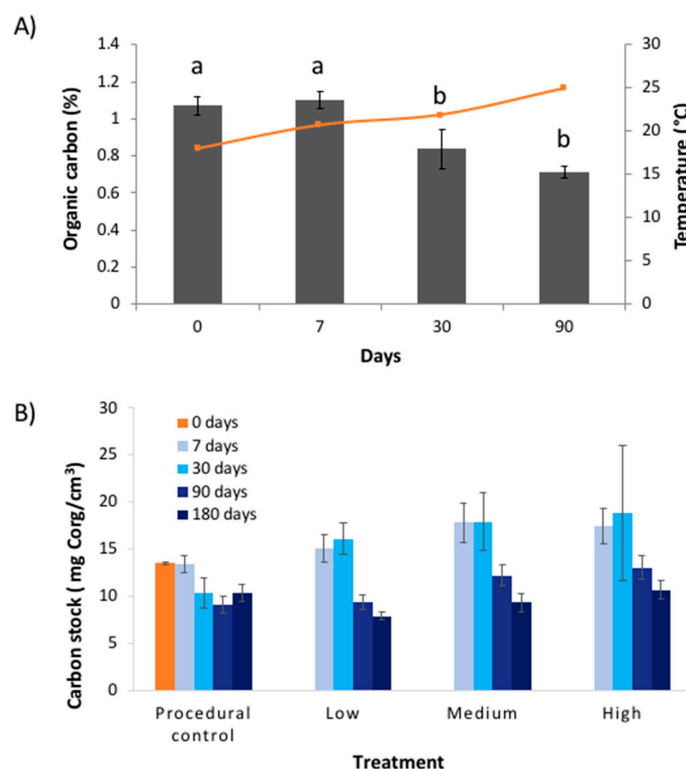 A)
Organic carbon (%)
1.4
1.2
1
0.8
0.6
0.4
0.2
0
a
a
b
b
30
25
20
15
10
5
0
Temperature (°C)
0 7 30 90
Days
B)
Carbon stock ( mg Corg/cm³)
30
25
20
15
10
5
0
0 days
7 days
30 days
90 days
180 days
Procedural Low Medium High
control
Treatment